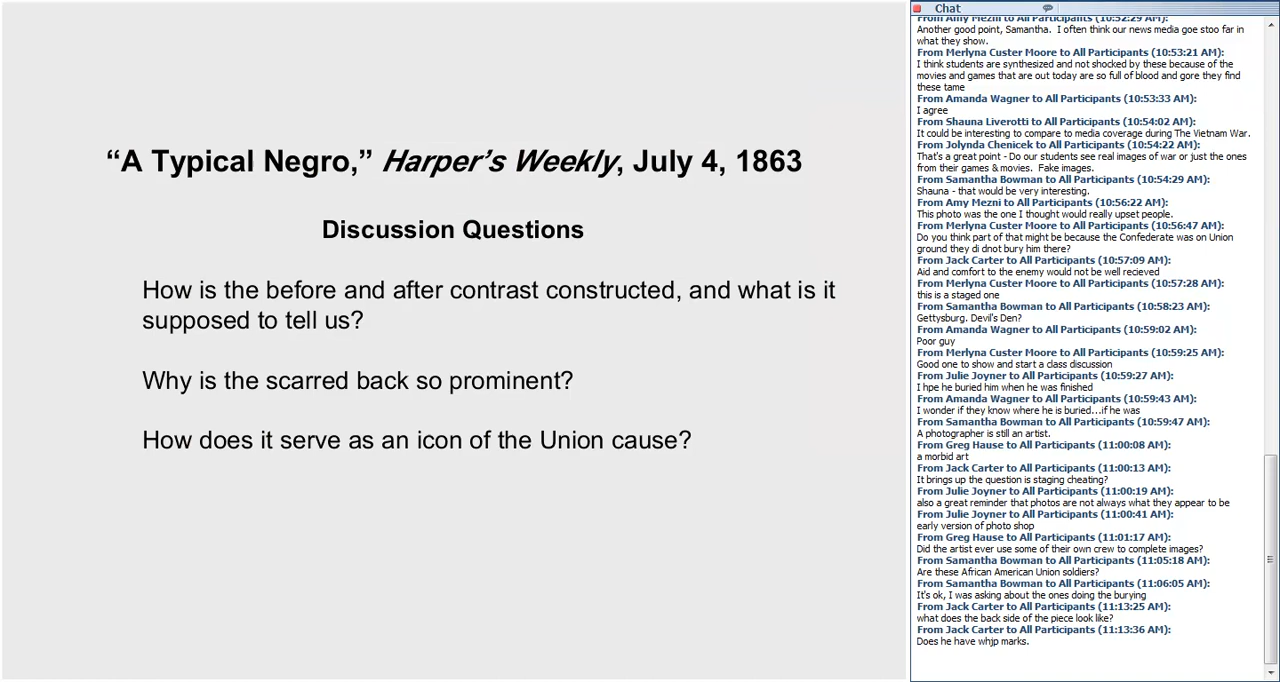 “A Typical Negro,” Harper’s Weekly, July 4, 1863
Discussion Questions
How is the before and after contrast constructed, and what is it
supposed to tell us?
Why is the scarred back so prominent?
How does it serve as an icon of the Union cause?
Chat
From Amy Mezni to All Participants (10:52:29 AM):
Another good point, Samantha.  I often think our news media goe stoo far in
what they show.
From Merlyna Custer Moore to All Participants (10:53:21 AM):
I think students are synthesized and not shocked by these because of the
movies and games that are out today are so full of blood and gore they find
these tame
From Amanda Wagner to All Participants (10:53:33 AM):
I agree
From Shauna Liverotti to All Participants (10:54:02 AM):
It could be interesting to compare to media coverage during The Vietnam War.
From Jolynda Chenicek to All Participants (10:54:22 AM):
That's a great point - Do our students see real images of war or just the ones
from their games & movies.  Fake images.
From Samantha Bowman to All Participants (10:54:29 AM):
Shauna - that would be very interesting.
From Amy Mezni to All Participants (10:56:22 AM):
This photo was the one I thought would really upset people.
From Merlyna Custer Moore to All Participants (10:56:47 AM):
Do you think part of that might be because the Confederate was on Union
ground they di dnot bury him there?
From Jack Carter to All Participants (10:57:09 AM):
Aid and comfort to the enemy would not be well recieved
From Merlyna Custer Moore to All Participants (10:57:28 AM):
this is a staged one
From Samantha Bowman to All Participants (10:58:23 AM):
Gettysburg. Devil's Den?
From Amanda Wagner to All Participants (10:59:02 AM):
Poor guy
From Merlyna Custer Moore to All Participants (10:59:25 AM):
Good one to show and start a class discussion
From Julie Joyner to All Participants (10:59:27 AM):
I hpe he buried him when he was finished
From Amanda Wagner to All Participants (10:59:43 AM):
I wonder if they know where he is buried...if he was
From Samantha Bowman to All Participants (10:59:47 AM):
A photographer is still an artist.
From Greg Hause to All Participants (11:00:08 AM):
a morbid art
From Jack Carter to All Participants (11:00:13 AM):
It brings up the question is staging cheating?
From Julie Joyner to All Participants (11:00:19 AM):
also a great reminder that photos are not always what they appear to be
From Julie Joyner to All Participants (11:00:41 AM):
early version of photo shop
From Greg Hause to All Participants (11:01:17 AM):
Did the artist ever use some of their own crew to complete images?
From Samantha Bowman to All Participants (11:05:18 AM):
Are these African American Union soldiers?
From Samantha Bowman to All Participants (11:06:05 AM):
It's ok, I was asking about the ones doing the burying
From Jack Carter to All Participants (11:13:25 AM):
what does the back side of the piece look like?
From Jack Carter to All Participants (11:13:36 AM):
Does he have whjp marks.